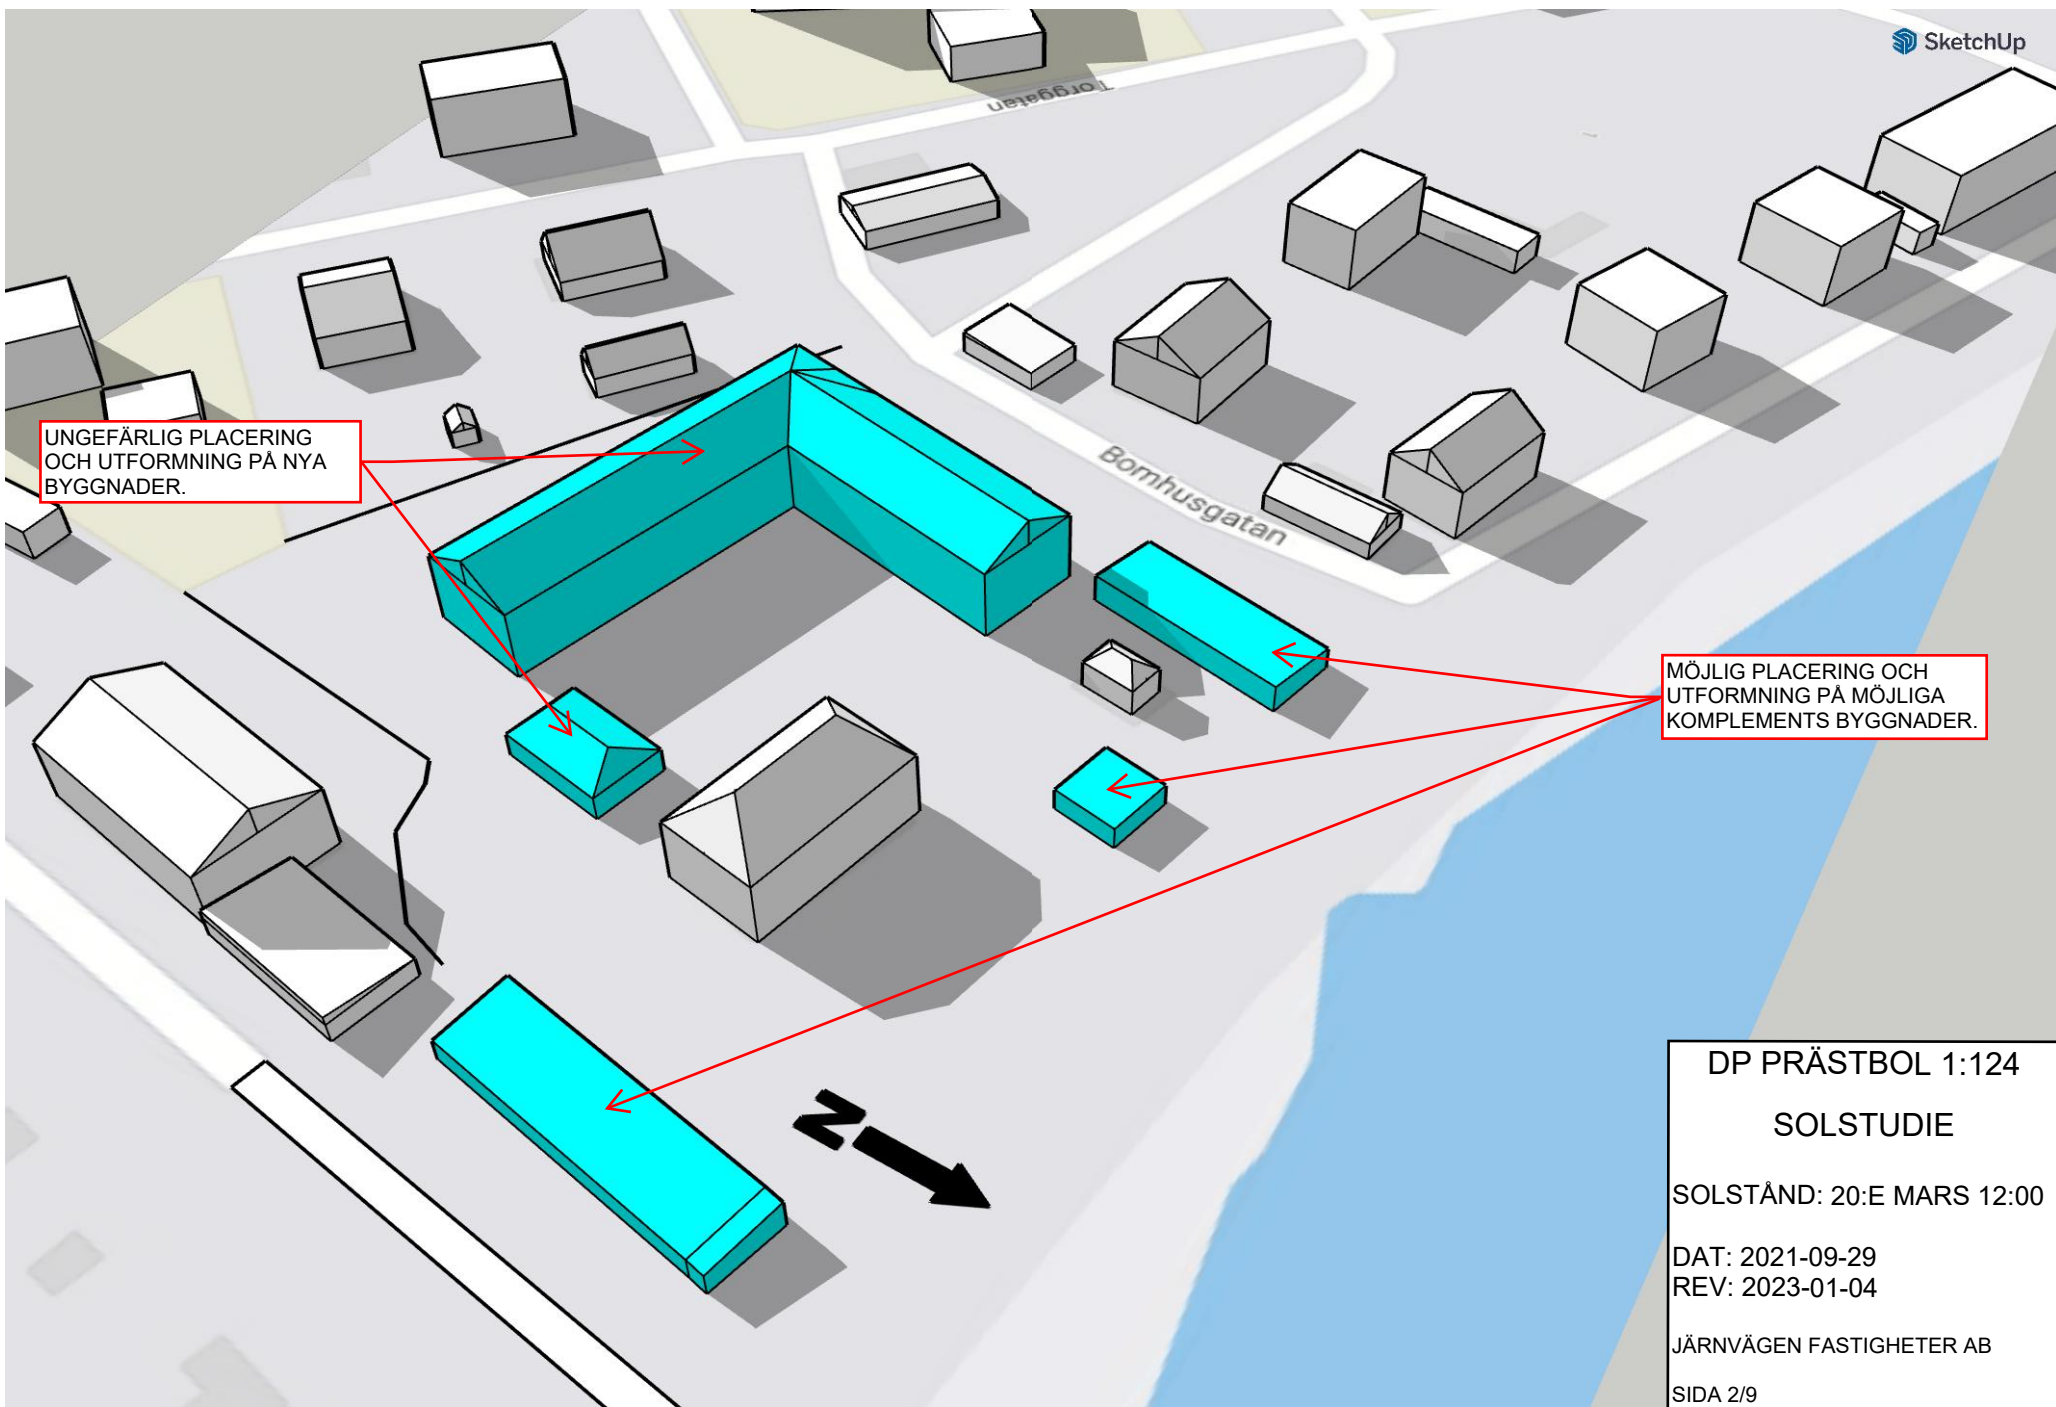 SketchUp
Torggatan
UNGEFÄRLIG PLACERING
OCH UTFORMNING PÅ NYA
BYGGNADER.
Bomhusgatan
MÖJLIG PLACERING OCH
UTFORMNING PÅ MÖJLIGA
KOMPLEMENTS BYGGNADER.
N
DP PRÄSTBOL 1:124
SOLSTUDIE
SOLSTÅND: 20:E MARS 12:00
DAT: 2021-09-29
REV: 2023-01-04
JÄRNVÄGEN FASTIGHETER AB
SIDA 2/9